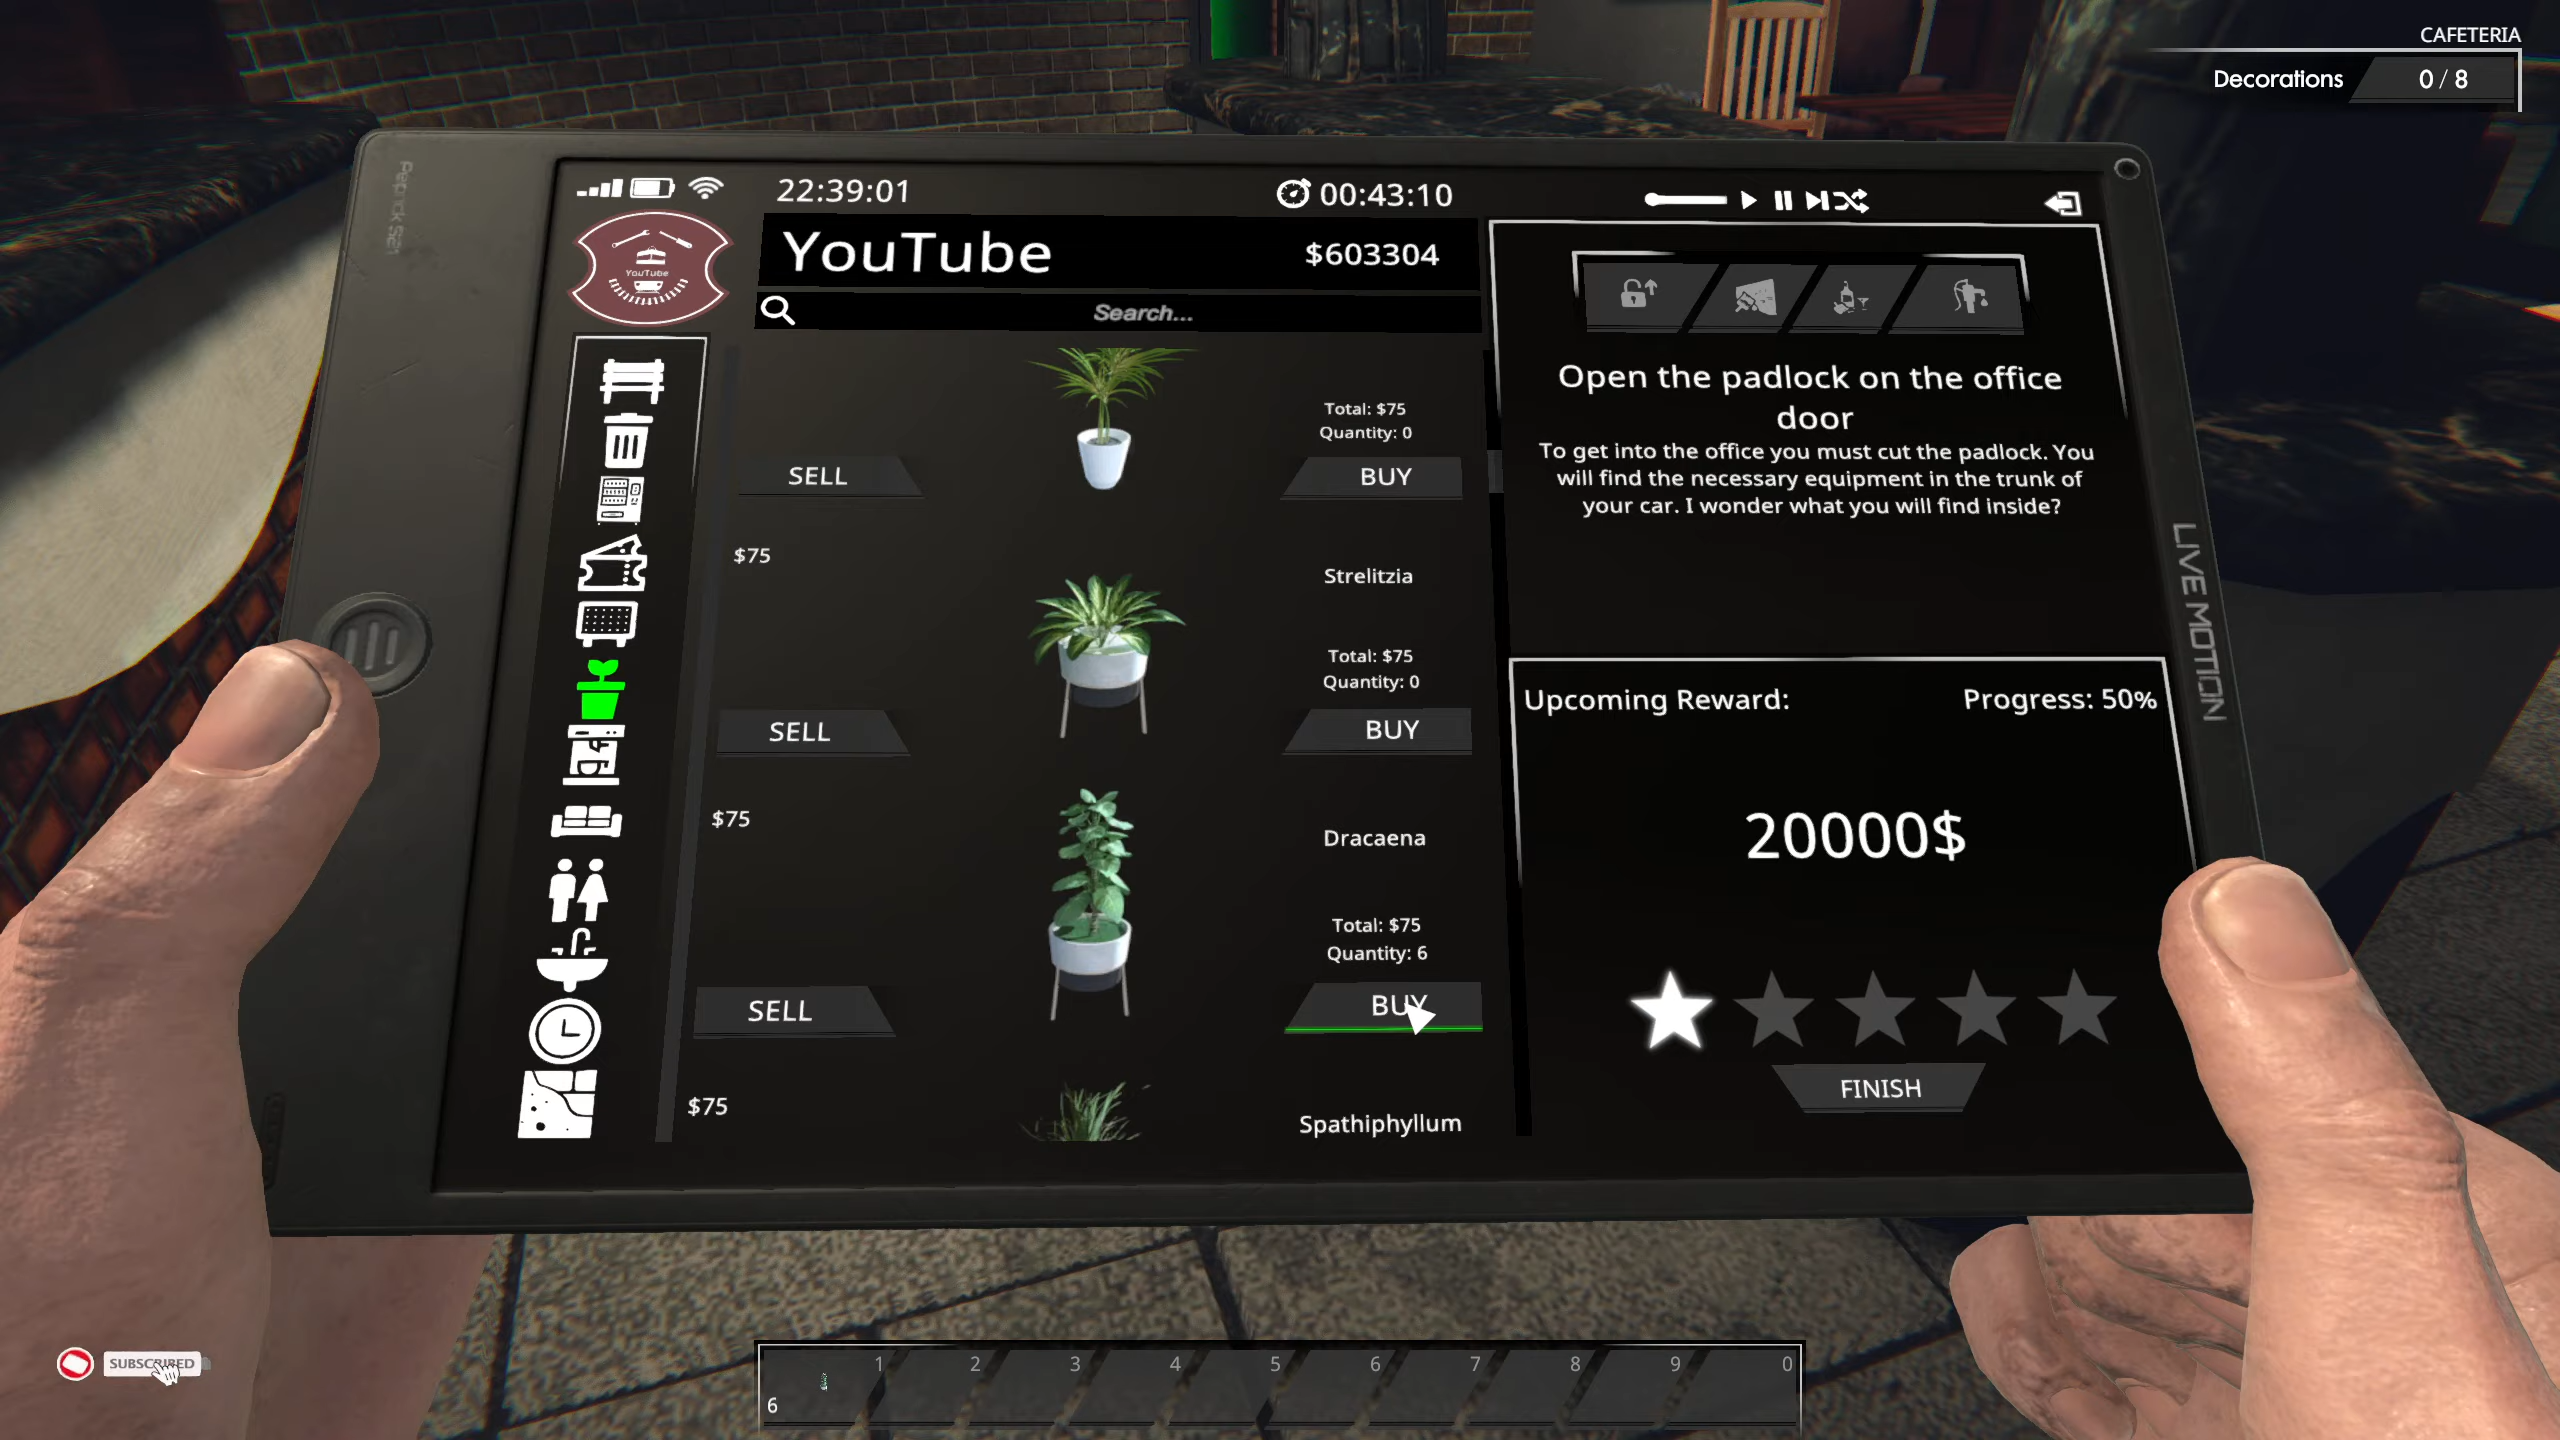 CAFETERIA
Decorations 0 / 8
22:39:01 00:43:10
YouTube $603304
YouTube
Search...
Total: $75
Quantity: 0
SELL BUY
$75
Strelitzia
Total: $75
Quantity: 0
SELL BUY
$75
Dracaena
Total: $75
Quantity: 6
SELL BUY
$75
Spathiphyllum
Open the padlock on the office
door
To get into the office you must cut the padlock. You
will find the necessary equipment in the trunk of
your car. I wonder what you will find inside?
Upcoming Reward: Progress: 50%
20000$
FINISH
LIVE MOTION
SUBSCRIBED
1 2 3 4 5 6 7 8 9 0
6